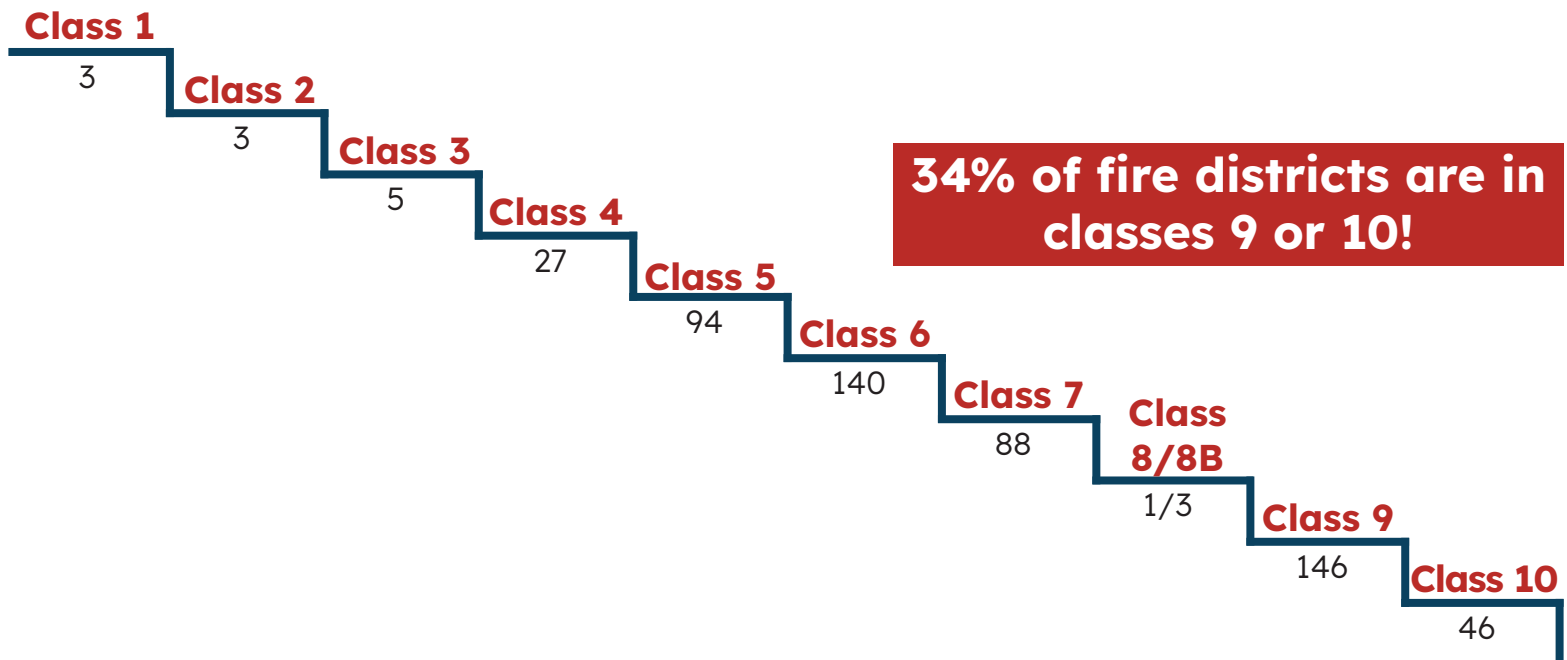 Class 1
3
Class 2
3
Class 3
5
Class 4
27
Class 5
94
Class 6
140
Class 7
88
Class
8/8B
1/3
Class 9
146
Class 10
46
34% of fire districts are in
classes 9 or 10!